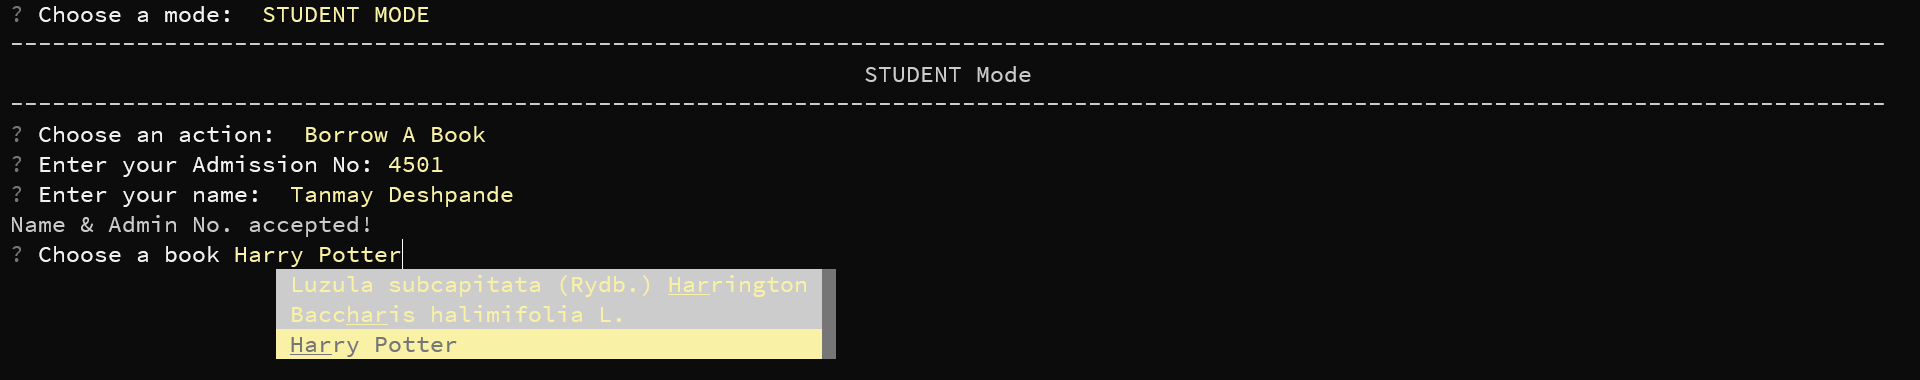 ? Choose a mode:  STUDENT MODE
--------------------------------------------------------------------------------------------------------------------------------------
STUDENT Mode
--------------------------------------------------------------------------------------------------------------------------------------
? Choose an action:  Borrow A Book
? Enter your Admission No: 4501
? Enter your name:  Tanmay Deshpande
Name & Admin No. accepted!
? Choose a book Harry Potter
Luzula subcapitata (Rydb.) Harrington
Baccharis halimifolia L.
Harry Potter